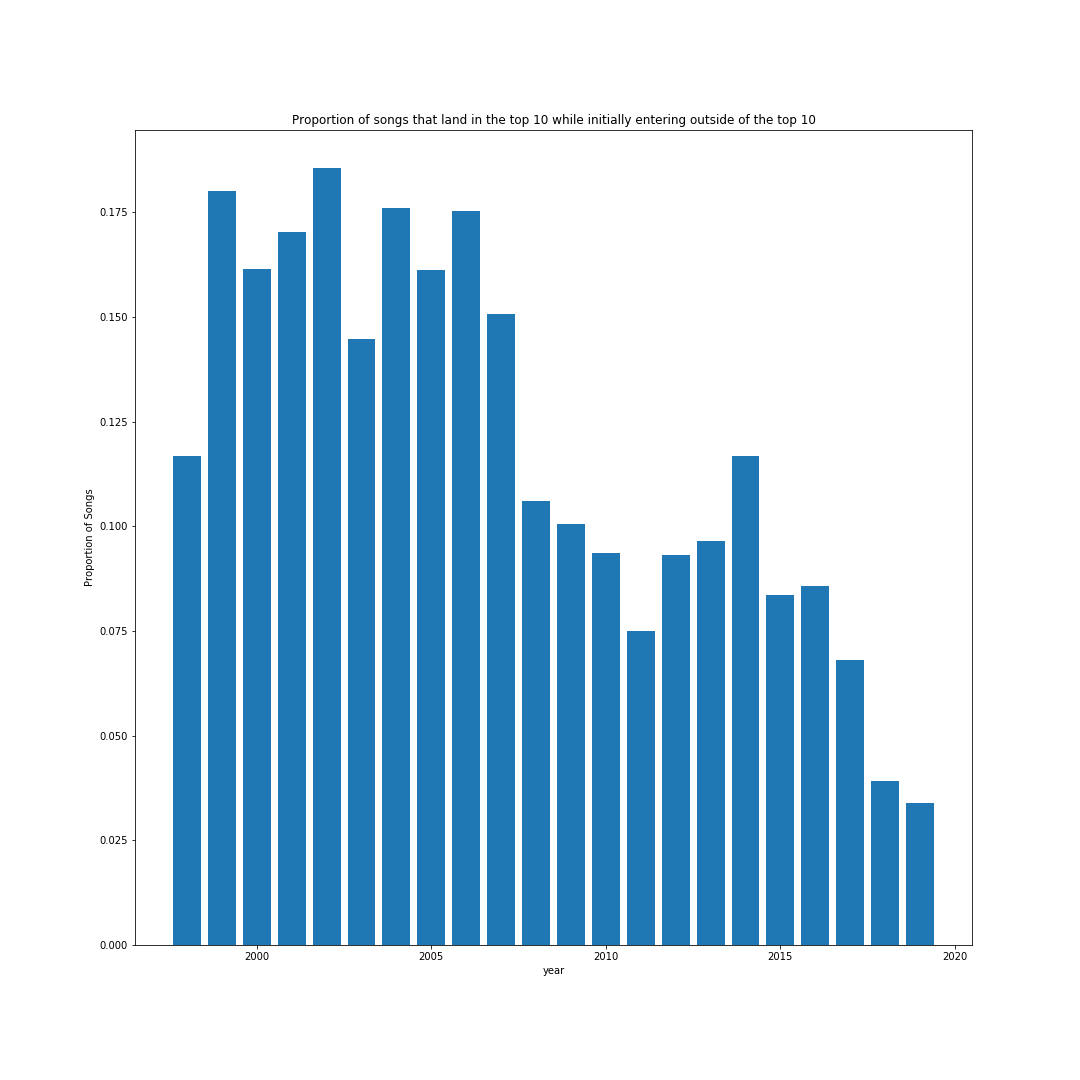 Proportion of songs that land in the top 10 while initially entering outside of the top 10
0.175
0.150
0.125
0.100
0.075
0.050
0.025
0.000
Proportion of Songs
2000 2005 2010 2015 2020
year